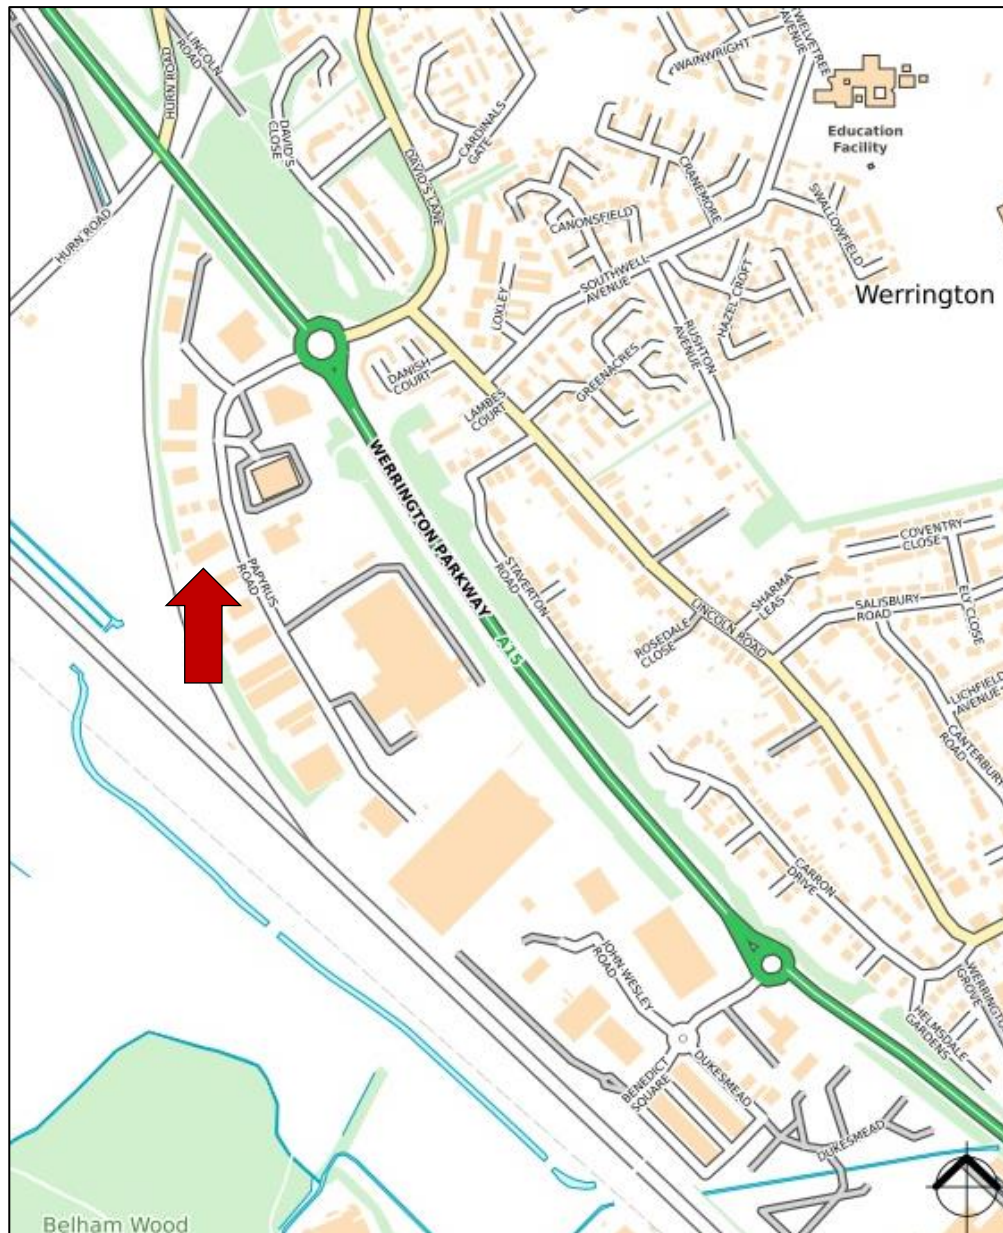 LINCOLN
ROAD
HURN ROAD
TWELVETREE
AVENUE
WAINWRIGHT
DAVID'S
CLOSE
CARDINALS
GATE
DAVID'S LANE
Education
Facility
CRANEMORE
SWALLOWFIELD
CANONSFIELD
HURN ROAD
SOUTHWELL
AVENUE
HAZEL CROFT
LOXLEY
Werrington
RUSHTON
AVENUE
DANISH
COURT
GREENACRES
LAMBES
COURT
WERRINGTON PARKWAY
A15
COVENTRY
CLOSE
STAVERTON
ROAD
PAPYRUS
ROAD
SHARMA
LEAS
ELY CLOSE
SALISBURY
ROAD
LINCOLN ROAD
ROSEDALE
CLOSE
LICHFIELD
AVENUE
CANTERBURY
ROAD
CARRON
DRIVE
JOHN WESLEY
ROAD
WERRINGTON
GROVE
HELMSDALE
GARDENS
BENEDICT
SQUARE
DUKESMEAD
DUKESMEAD
Belham Wood